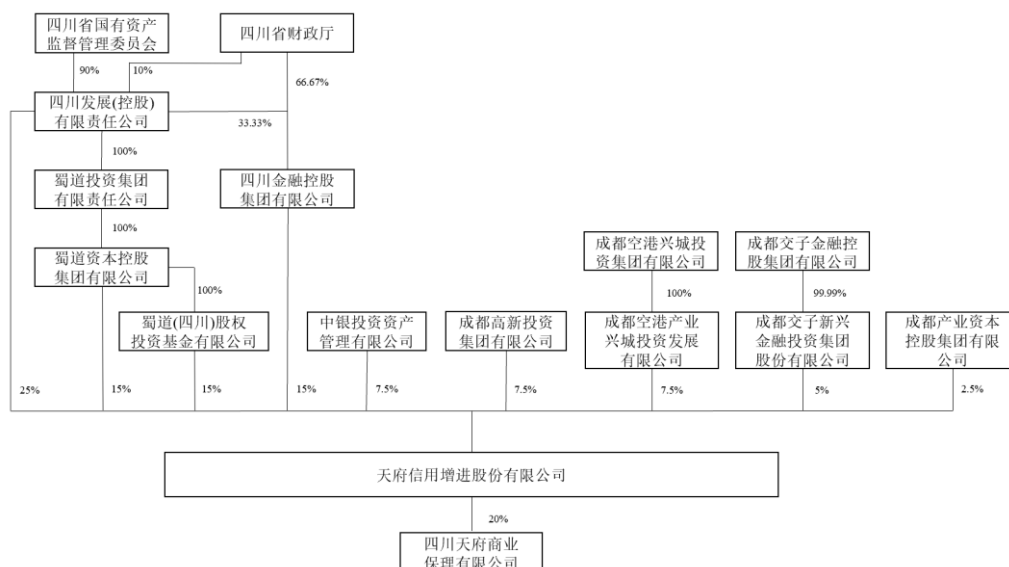 四川省国有资产
监督管理委员会
四川省财政厅
90%
10%
66.67%
四川发展(控股)
有限责任公司
33.33%
100%
蜀道投资集团
有限责任公司
四川金融控股
集团有限公司
100%
蜀道资本控股
集团有限公司
成都空港兴城投
资集团有限公司
成都交子金融控
股集团有限公司
100%
100%
99.99%
蜀道(四川)股权
投资基金有限公司
中银投资资产
管理有限公司
成都高新投资
集团有限公司
成都空港产业
兴城投资发展
有限公司
成都交子新兴
金融投资集团
股份有限公司
成都产业资本
控股集团有限
公司
25%
15%
15%
15%
7.5%
7.5%
7.5%
5%
2.5%
天府信用增进股份有限公司
20%
四川天府商业
保理有限公司